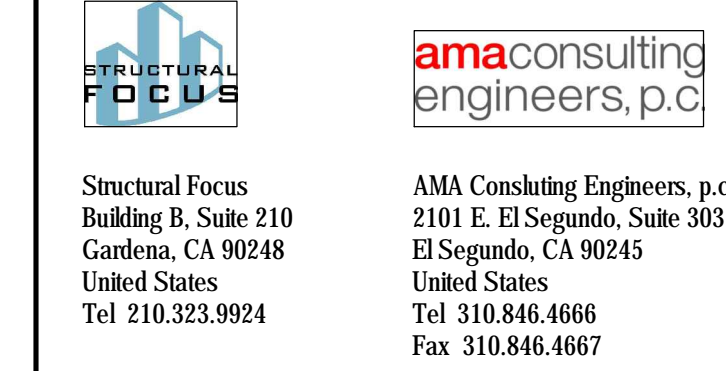 STRUCTURAL
FOCUS
amaconsulting
engineers, p.c.
Structural Focus
Building B, Suite 210
Gardena, CA 90248
United States
Tel 210.323.9924
AMA Consluting Engineers, p.c
2101 E. El Segundo, Suite 303
El Segundo, CA 90245
United States
Tel 310.846.4666
Fax 310.846.4667